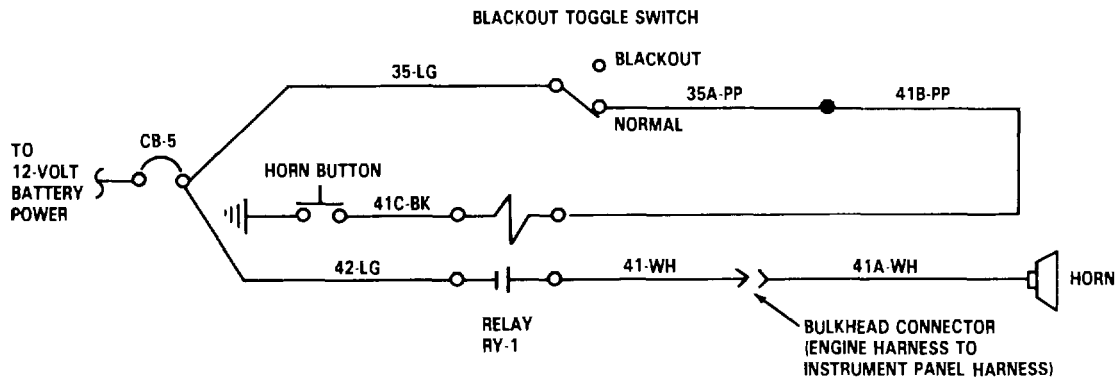 BLACKOUT TOGGLE SWITCH
BLACKOUT
35-LG
35A-PP
41B-PP
NORMAL
CB-5
TO
12-VOLT
BATTERY
POWER
HORN BUTTON
41C-BK
42-LG
41-WH
41A-WH
HORN
RELAY
RY-1
BULKHEAD CONNECTOR
(ENGINE HARNESS TO
INSTRUMENT PANEL HARNESS)